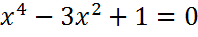 x⁴ − 3x² + 1 = 0